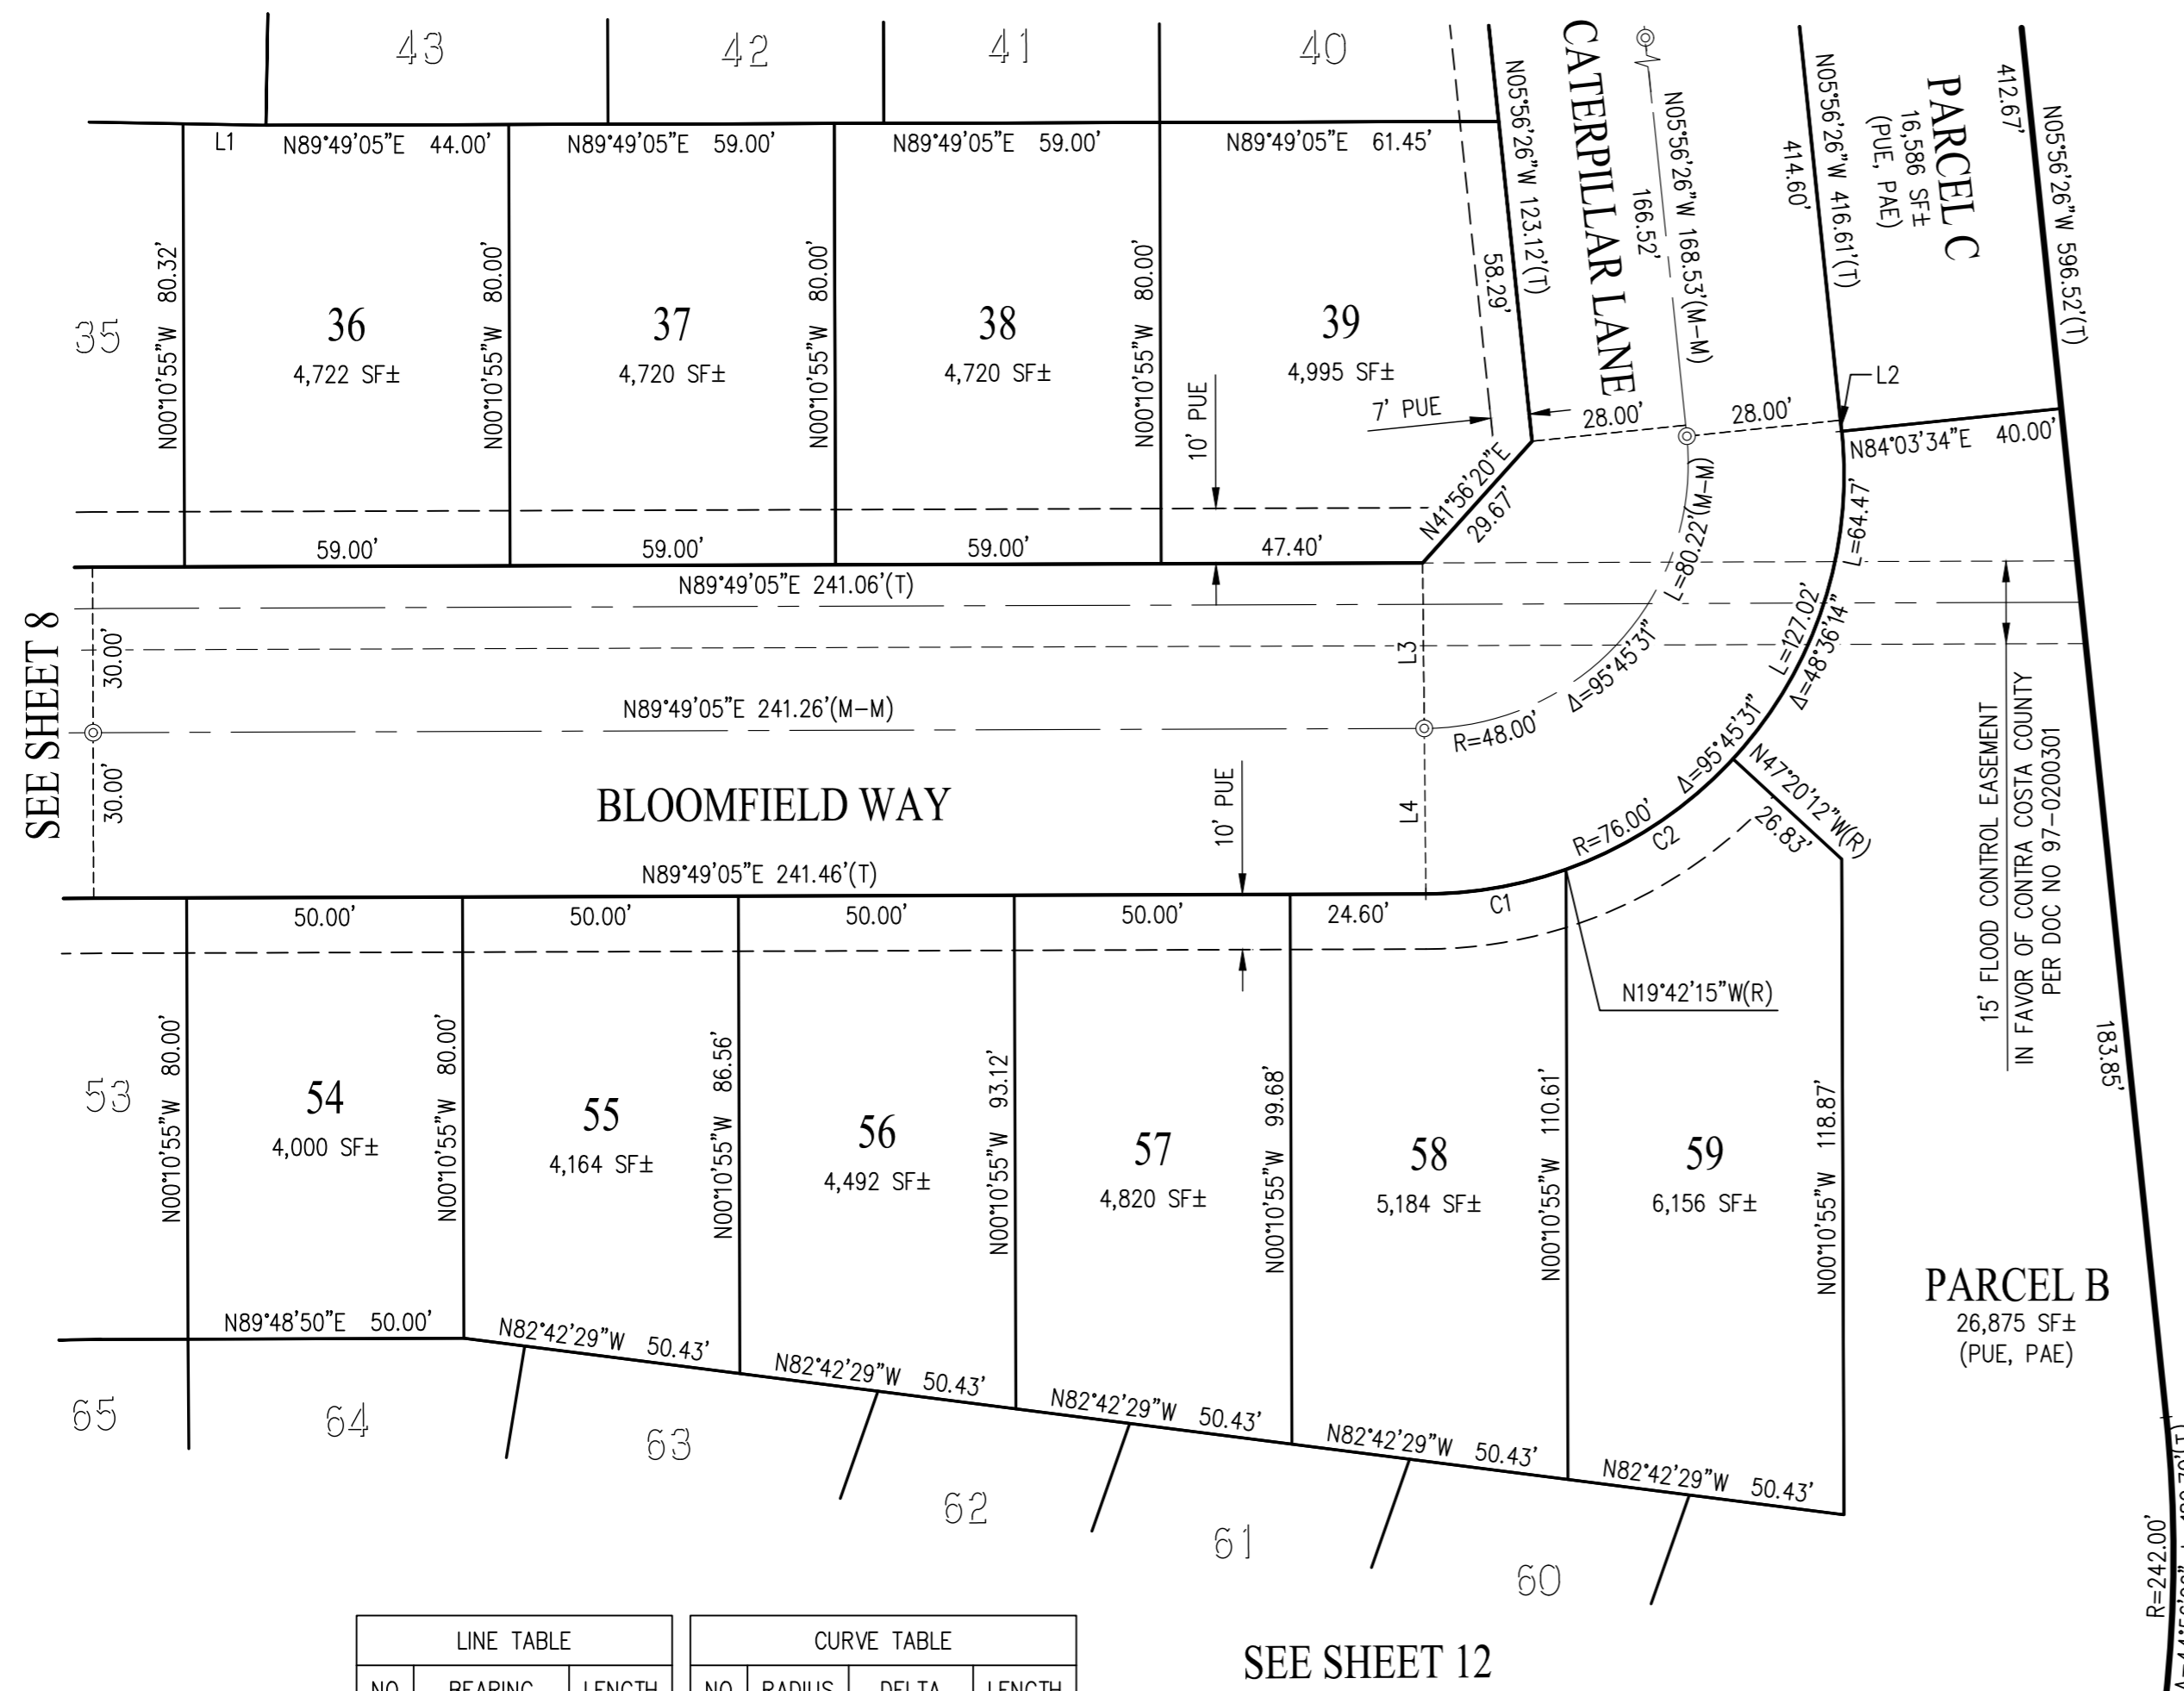 43
42
41
40
CATERPILLAR LANE
N05°56'26"W 123.12'(T)
58.29'
N05°56'26"W 168.53'(M-M)
166.52'
N05°56'26"W 416.61'(T)
414.60'
PARCEL C
16,586 SF±
(PUE, PAE)
412.67'
N05°56'26"W 596.52'(T)
L1
N89°49'05"E 44.00'
N89°49'05"E 59.00'
N89°49'05"E 59.00'
N89°49'05"E 61.45'
35
N00°10'55"W 80.32'
36
4,722 SF±
N00°10'55"W 80.00'
37
4,720 SF±
N00°10'55"W 80.00'
38
4,720 SF±
N00°10'55"W 80.00'
39
4,995 SF±
10' PUE
7' PUE
28.00'
28.00'
L2
N84°03'34"E 40.00'
N41°56'20"E
29.67'
L=80.22'(M-M)
L=64.47'
59.00'
59.00'
59.00'
47.40'
N89°49'05"E 241.06'(T)
SEE SHEET 8
30.00'
30.00'
L3
L4
Δ=95°45'31"
L=127.02'
Δ=48°36'14"
N89°49'05"E 241.26'(M-M)
R=48.00'
Δ=95°45'31"
N47°20'12"W(R)
26.83'
BLOOMFIELD WAY
10' PUE
R=76.00'
C2
15' FLOOD CONTROL EASEMENT
IN FAVOR OF CONTRA COSTA COUNTY
PER DOC NO 97-0200301
N89°49'05"E 241.46'(T)
50.00'
50.00'
50.00'
50.00'
24.60'
C1
N19°42'15"W(R)
183.85'
53
N00°10'55"W 80.00'
54
4,000 SF±
N00°10'55"W 80.00'
55
4,164 SF±
N00°10'55"W 86.56'
56
4,492 SF±
N00°10'55"W 93.12'
57
4,820 SF±
N00°10'55"W 99.68'
58
5,184 SF±
N00°10'55"W 110.61'
59
6,156 SF±
N00°10'55"W 118.87'
PARCEL B
26,875 SF±
(PUE, PAE)
N89°48'50"E 50.00'
N82°42'29"W 50.43'
N82°42'29"W 50.43'
N82°42'29"W 50.43'
N82°42'29"W 50.43'
N82°42'29"W 50.43'
65
64
63
62
61
60
R=242.00'
LINE TABLE
NO BEARING LENGTH
CURVE TABLE
NO RADIUS DELTA LENGTH
SEE SHEET 12